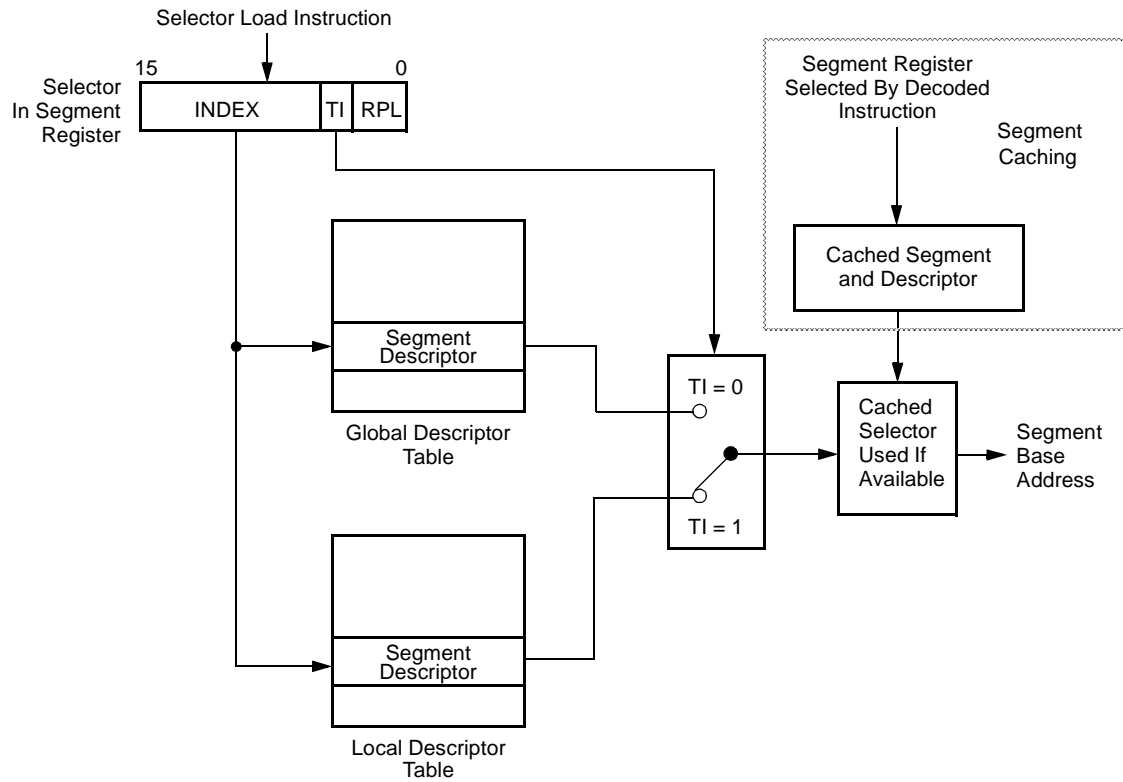 Selector Load Instruction
15
0
Selector
In Segment
Register
INDEX
TI
RPL
Segment Register
Selected By Decoded
Instruction
Segment
Caching
Cached Segment
and Descriptor
Segment
Descriptor
Global Descriptor
Table
TI = 0
TI = 1
Cached
Selector
Used If
Available
Segment
Base
Address
Segment
Descriptor
Local Descriptor
Table